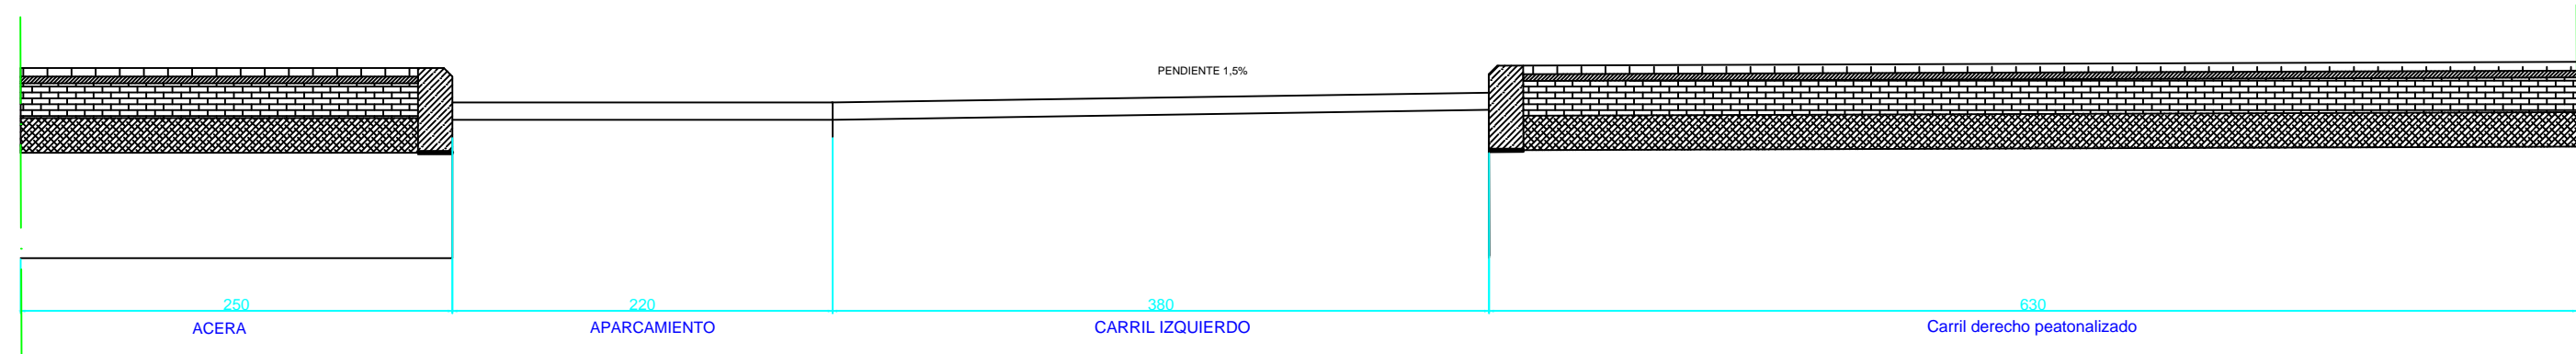 PENDIENTE 1,5%
250
220
380
630
ACERA
APARCAMIENTO
CARRIL IZQUIERDO
Carril derecho peatonalizado